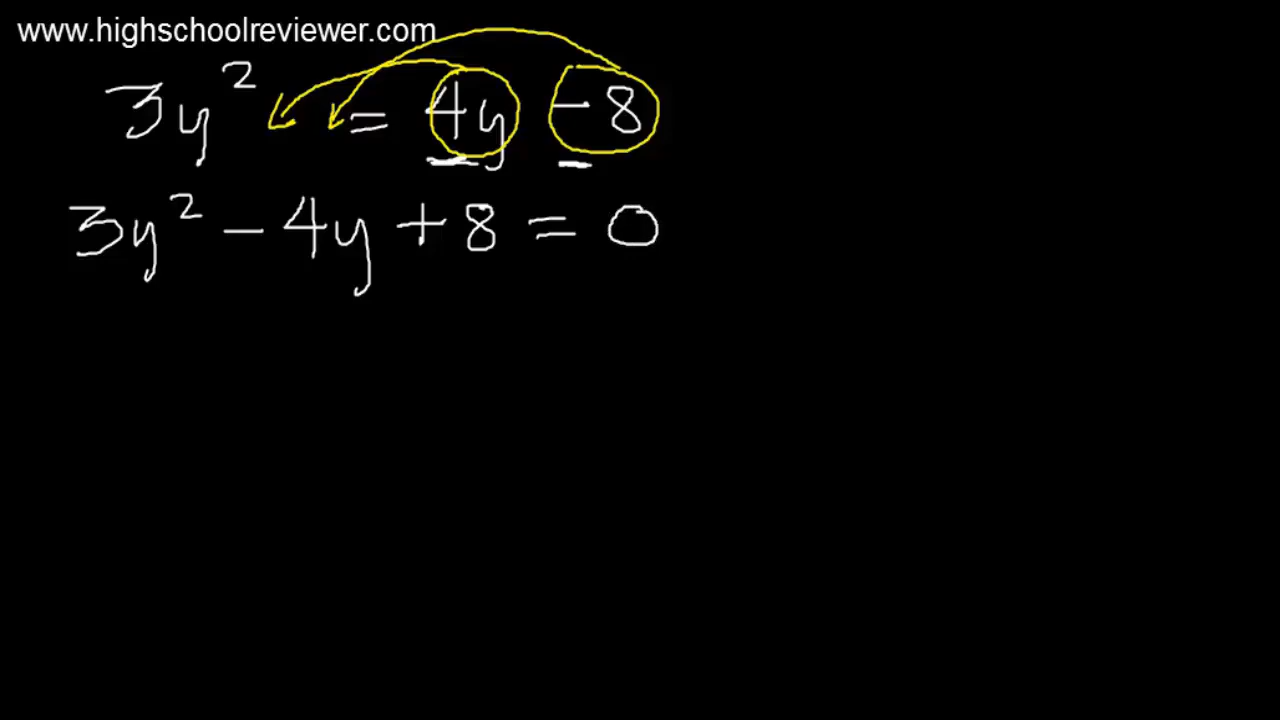 www.highschoolreviewer.com
3y² = 4y - 8
3y² - 4y + 8 = 0